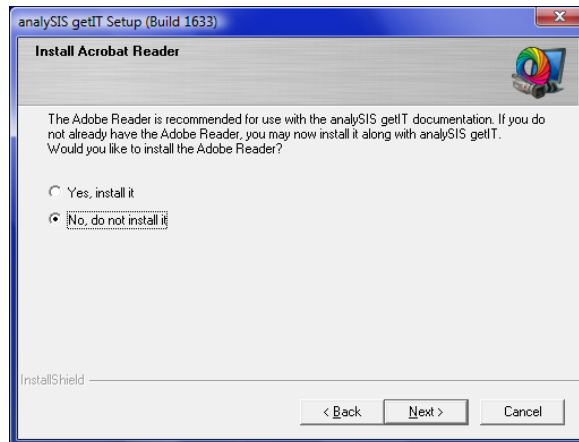 analySIS getIT Setup (Build 1633)
Install Acrobat Reader
The Adobe Reader is recommended for use with the analySIS getIT documentation. If you do
not already have the Adobe Reader, you may now install it along with analySIS getIT.
Would you like to install the Adobe Reader?
Yes, install it
No, do not install it
InstallShield
< Back
Next >
Cancel